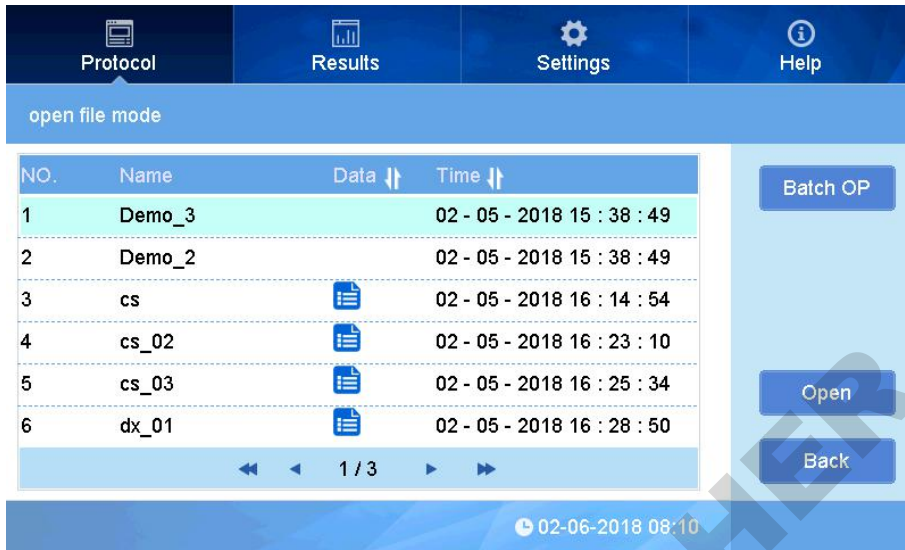 Protocol Results Settings Help
open file mode
NO. Name Data Time
Batch OP
1 Demo_3 02 - 05 - 2018 15 : 38 : 49
2 Demo_2 02 - 05 - 2018 15 : 38 : 49
3 cs 02 - 05 - 2018 16 : 14 : 54
4 cs_02 02 - 05 - 2018 16 : 23 : 10
5 cs_03 02 - 05 - 2018 16 : 25 : 34
Open
6 dx_01 02 - 05 - 2018 16 : 28 : 50
1 / 3
Back
02-06-2018 08:10
HER